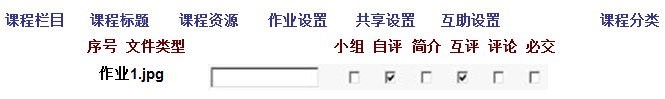 课程栏目 课程标题 课程资源 作业设置 共享设置 互助设置 课程分类
序号 文件类型 小组 自评 简介 互评 评论 必交
作业1.jpg